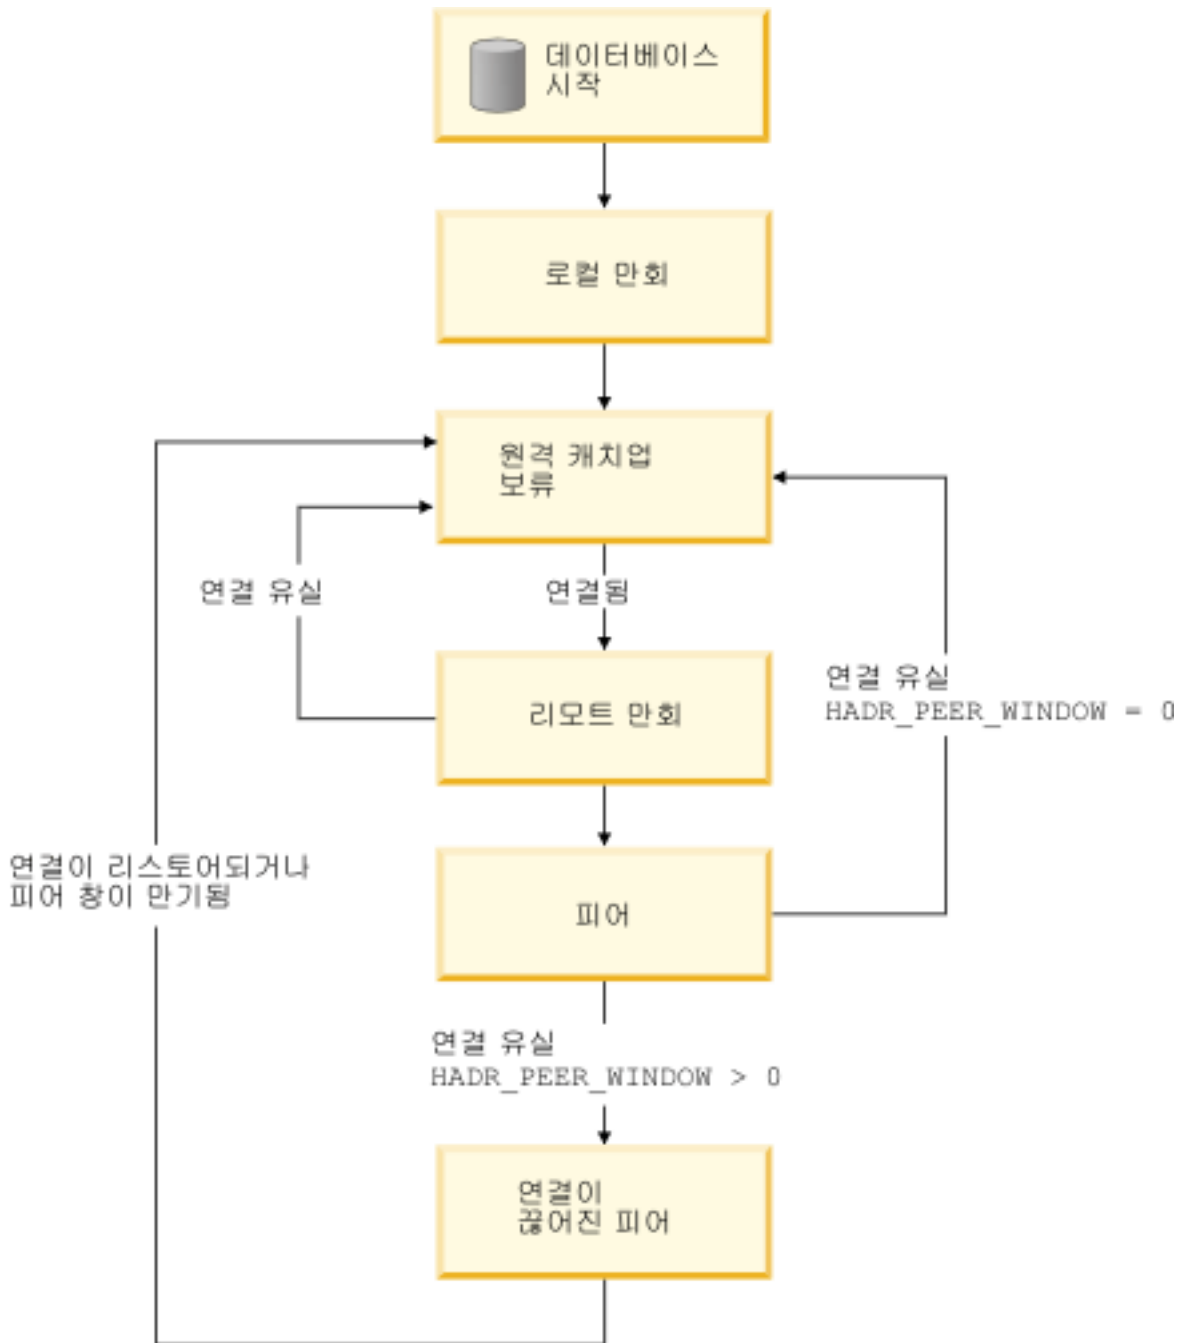 데이터베이스
시작
로컬 만회
원격 캐치업
보류
연결 유실
연결됨
리모트 만회
연결 유실
HADR_PEER_WINDOW = 0
연결이 리스토어되거나
피어 창이 만기됨
피어
연결 유실
HADR_PEER_WINDOW > 0
연결이
끊어진 피어